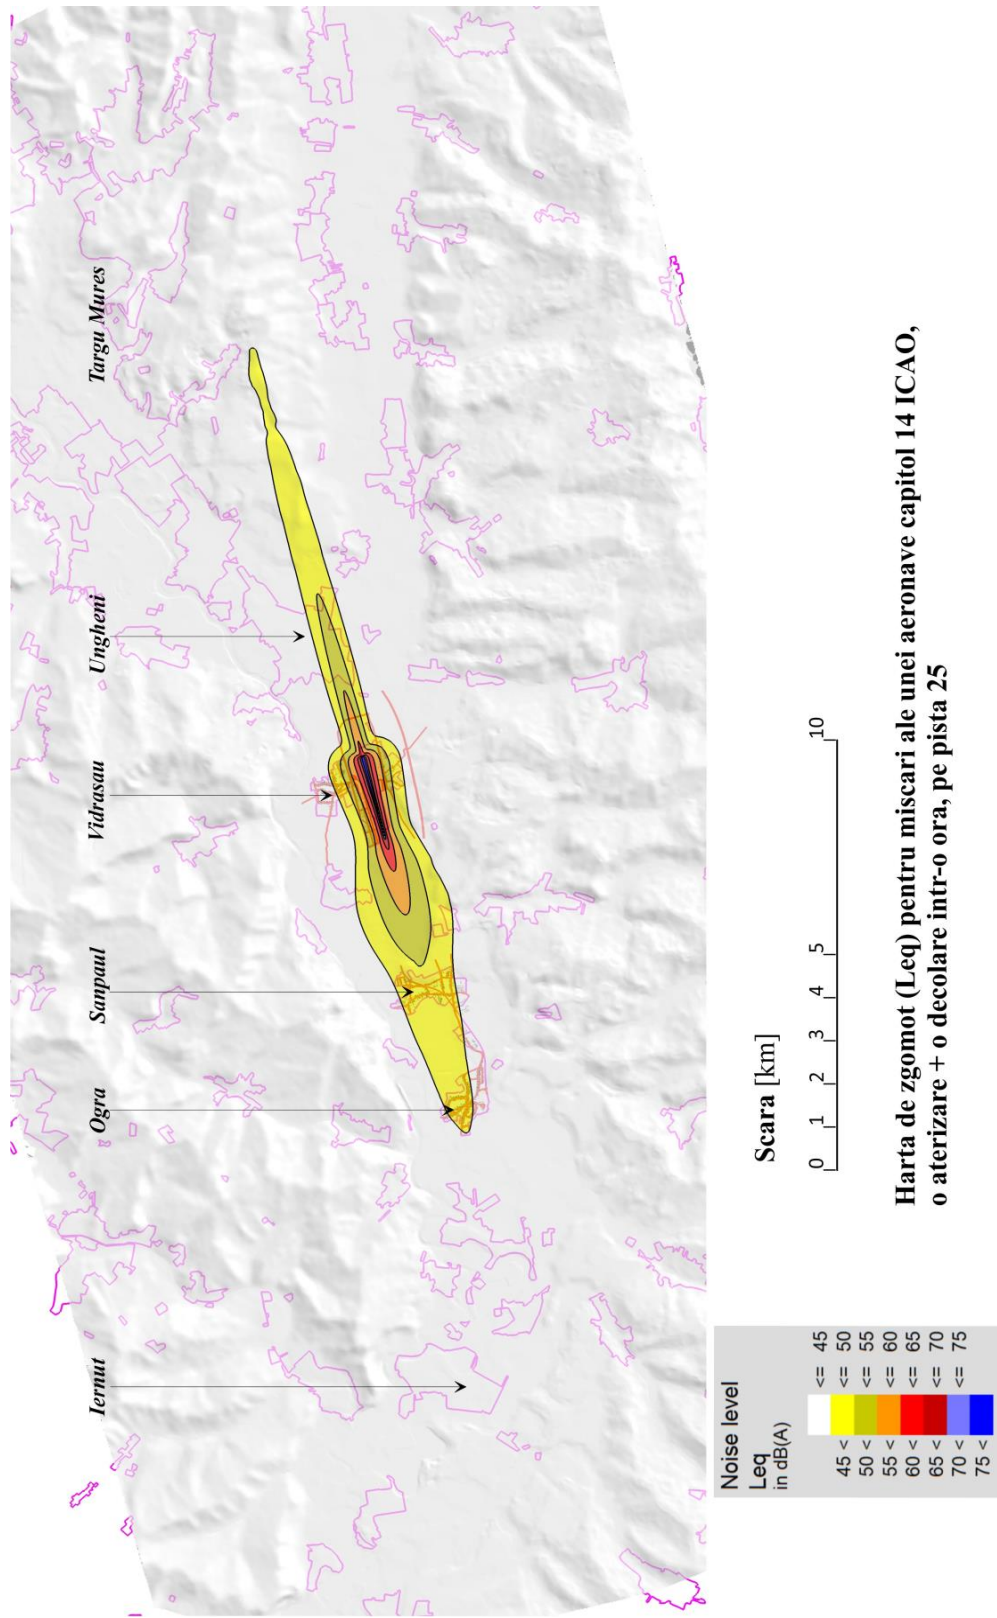 Iernut
Ogra
Sanpaul
Vidrasau
Ungheni
Targu Mures
Noise level
Leq
in dB(A)
<= 45
45 < <= 50
50 < <= 55
55 < <= 60
60 < <= 65
65 < <= 70
70 < <= 75
75 <
Scara [km]
0 1 2 3 4 5 10
Harta de zgomot (Leq) pentru miscari ale unei aeronave capitol 14 ICAO,
o aterizare + o decolare intr-o ora, pe pista 25